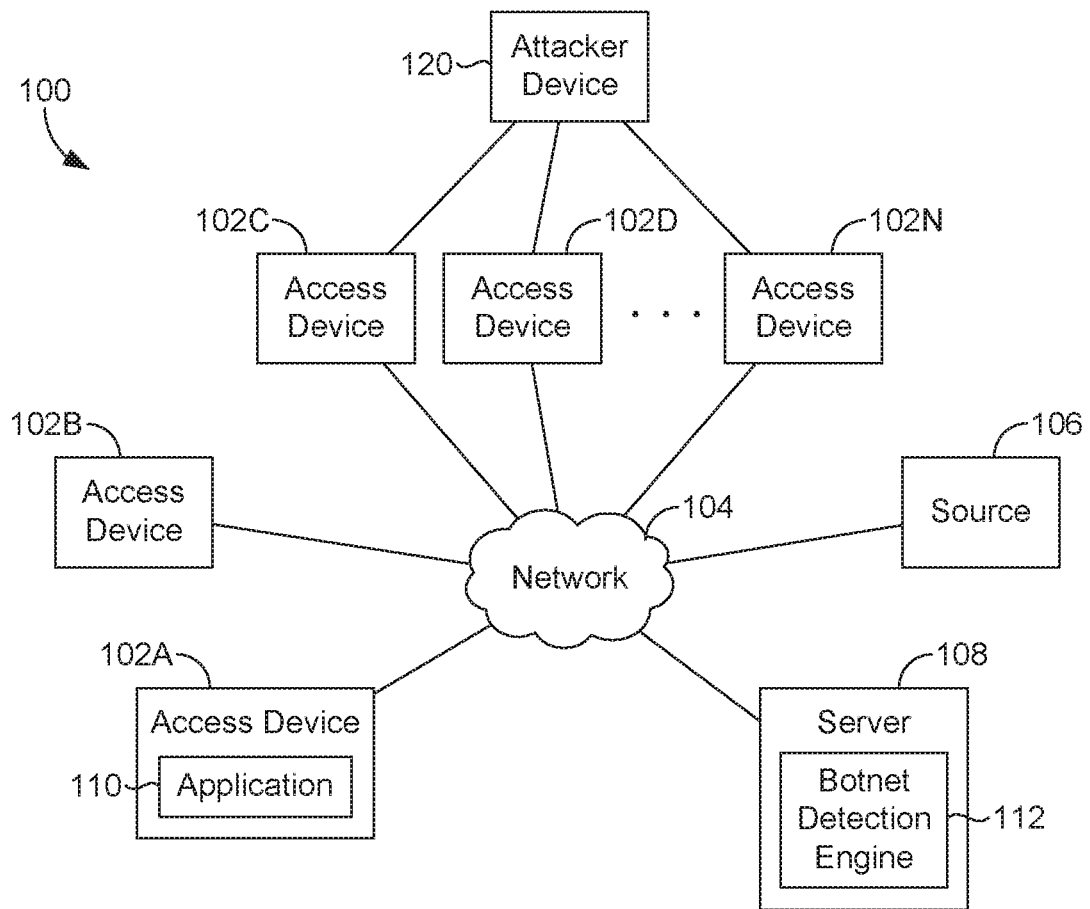 Attacker
Device
120
100
102C
102D
102N
Access
Device
Access
Device
. . .
Access
Device
102B
106
Access
Device
Source
104
Network
102A
108
Access Device
Server
110
Application
Botnet
Detection
Engine
112